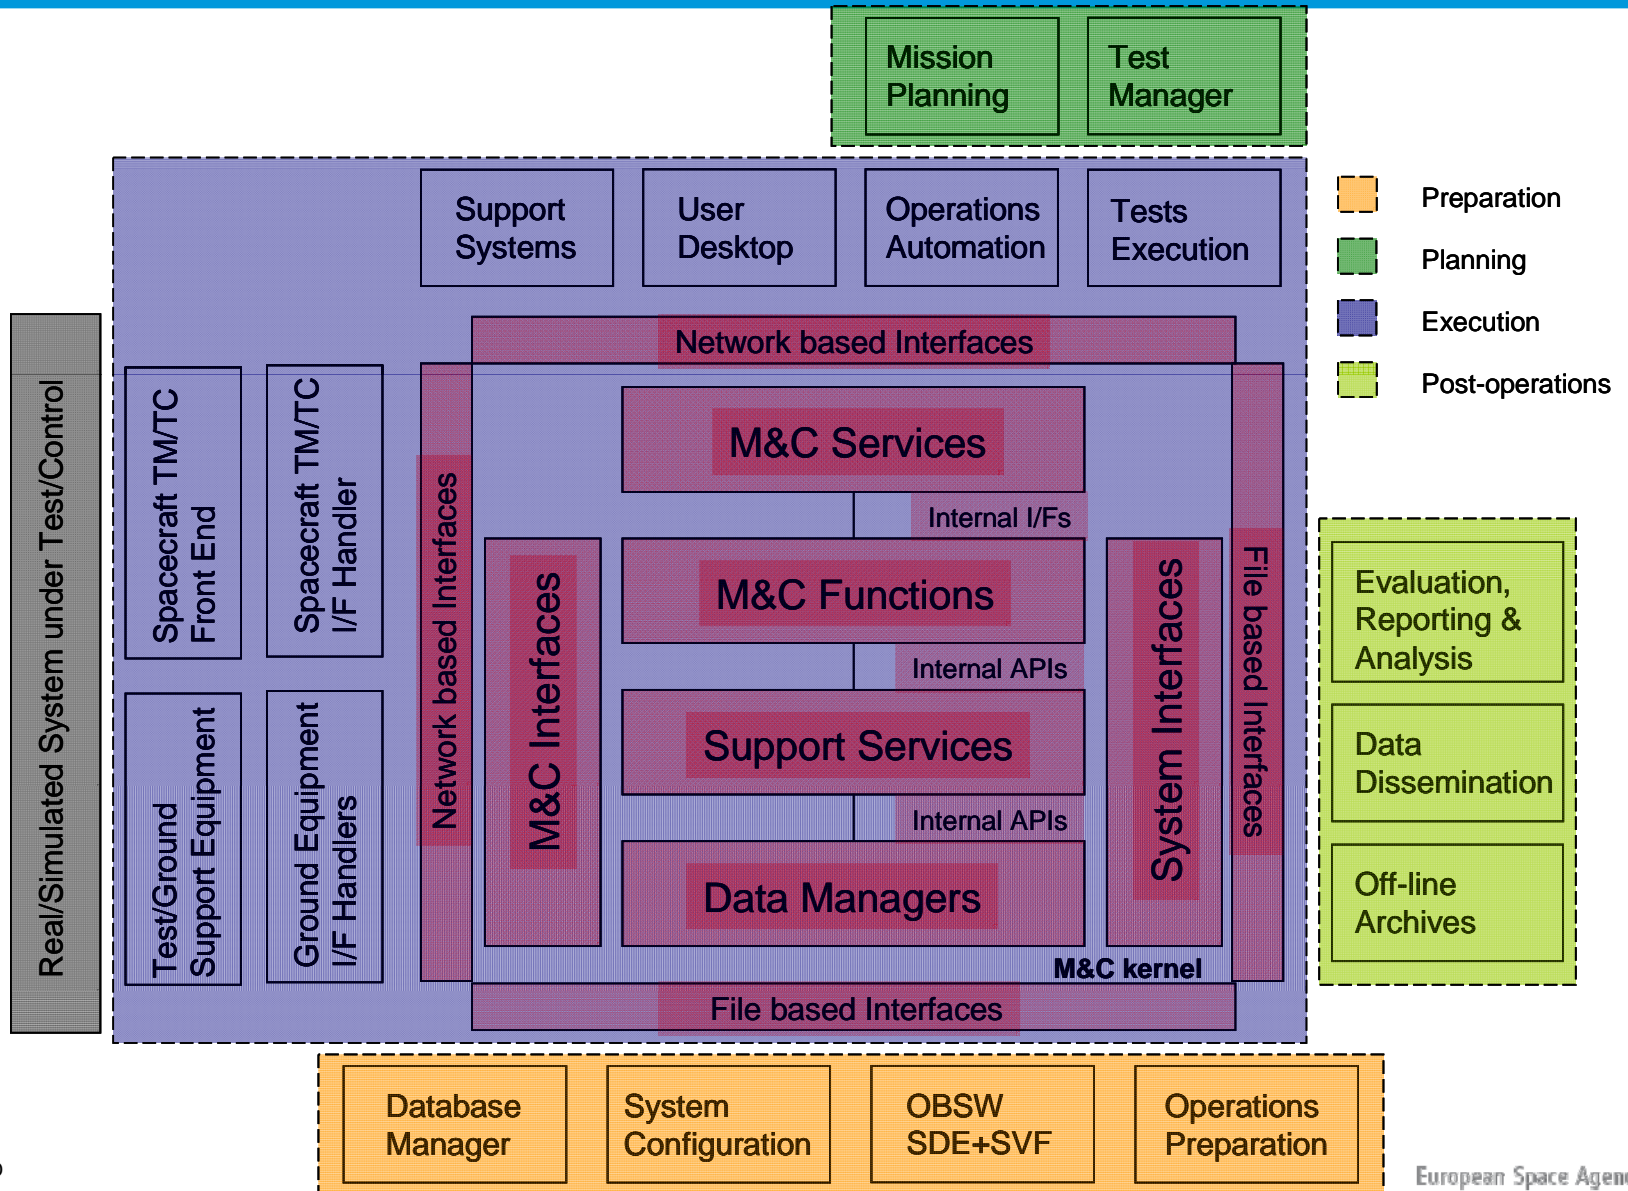 Mission
Planning
Test
Manager
Support
Systems
User
Desktop
Operations
Automation
Tests
Execution
Preparation
Planning
Execution
Post-operations
Real/Simulated System under Test/Control
Spacecraft TM/TC
Front End
Spacecraft TM/TC
I/F Handler
Test/Ground
Support Equipment
Ground Equipment
I/F Handlers
Network based Interfaces
Network based Interfaces
M&C Services
Internal I/Fs
M&C Interfaces
M&C Functions
Internal APIs
Support Services
Internal APIs
Data Managers
System Interfaces
File based Interfaces
M&C kernel
File based Interfaces
Evaluation,
Reporting &
Analysis
Data
Dissemination
Off-line
Archives
Database
Manager
System
Configuration
OBSW
SDE+SVF
Operations
Preparation
European Space Agen